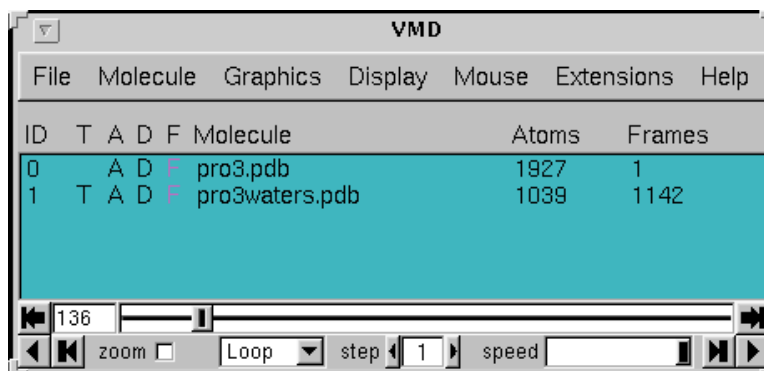 VMD
File Molecule Graphics Display Mouse Extensions Help
ID T A D F Molecule Atoms Frames
0 A D F pro3.pdb 1927 1
1 T A D F pro3waters.pdb 1039 1142
136
zoom Loop step 1 speed